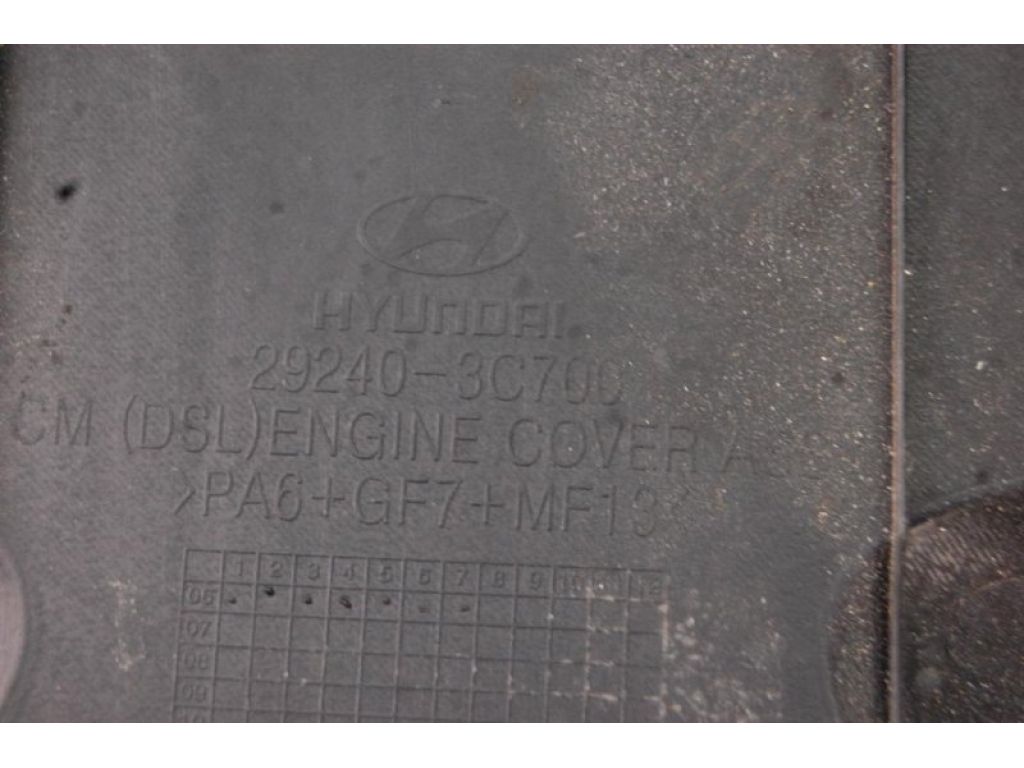 HYUNDAI
29240-3C700
CM (DSL)ENGINE COVER
>PA6+GF7+MF13<
1 2 3 4 5 6 7 8 9 10 12
06
07
08
09